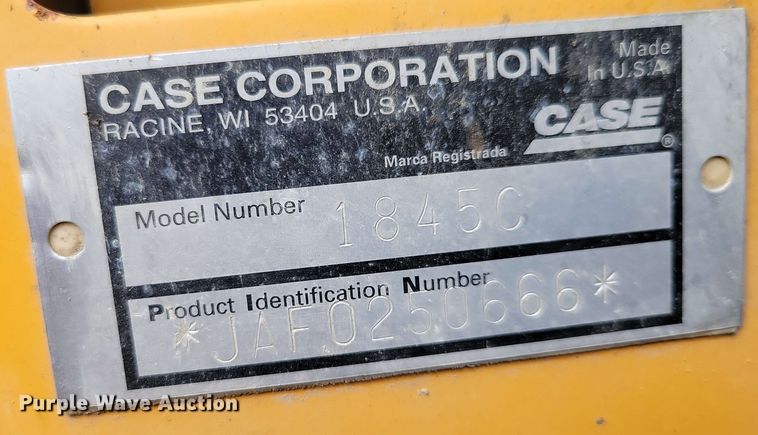 CASE CORPORATION
RACINE, WI 53404 U.S.A.
Made
In U.S.A.
CASE
®
Marca Registrada
Model Number 1845C
Product Identification Number
*JAF0250666*
Purple Wave Auction